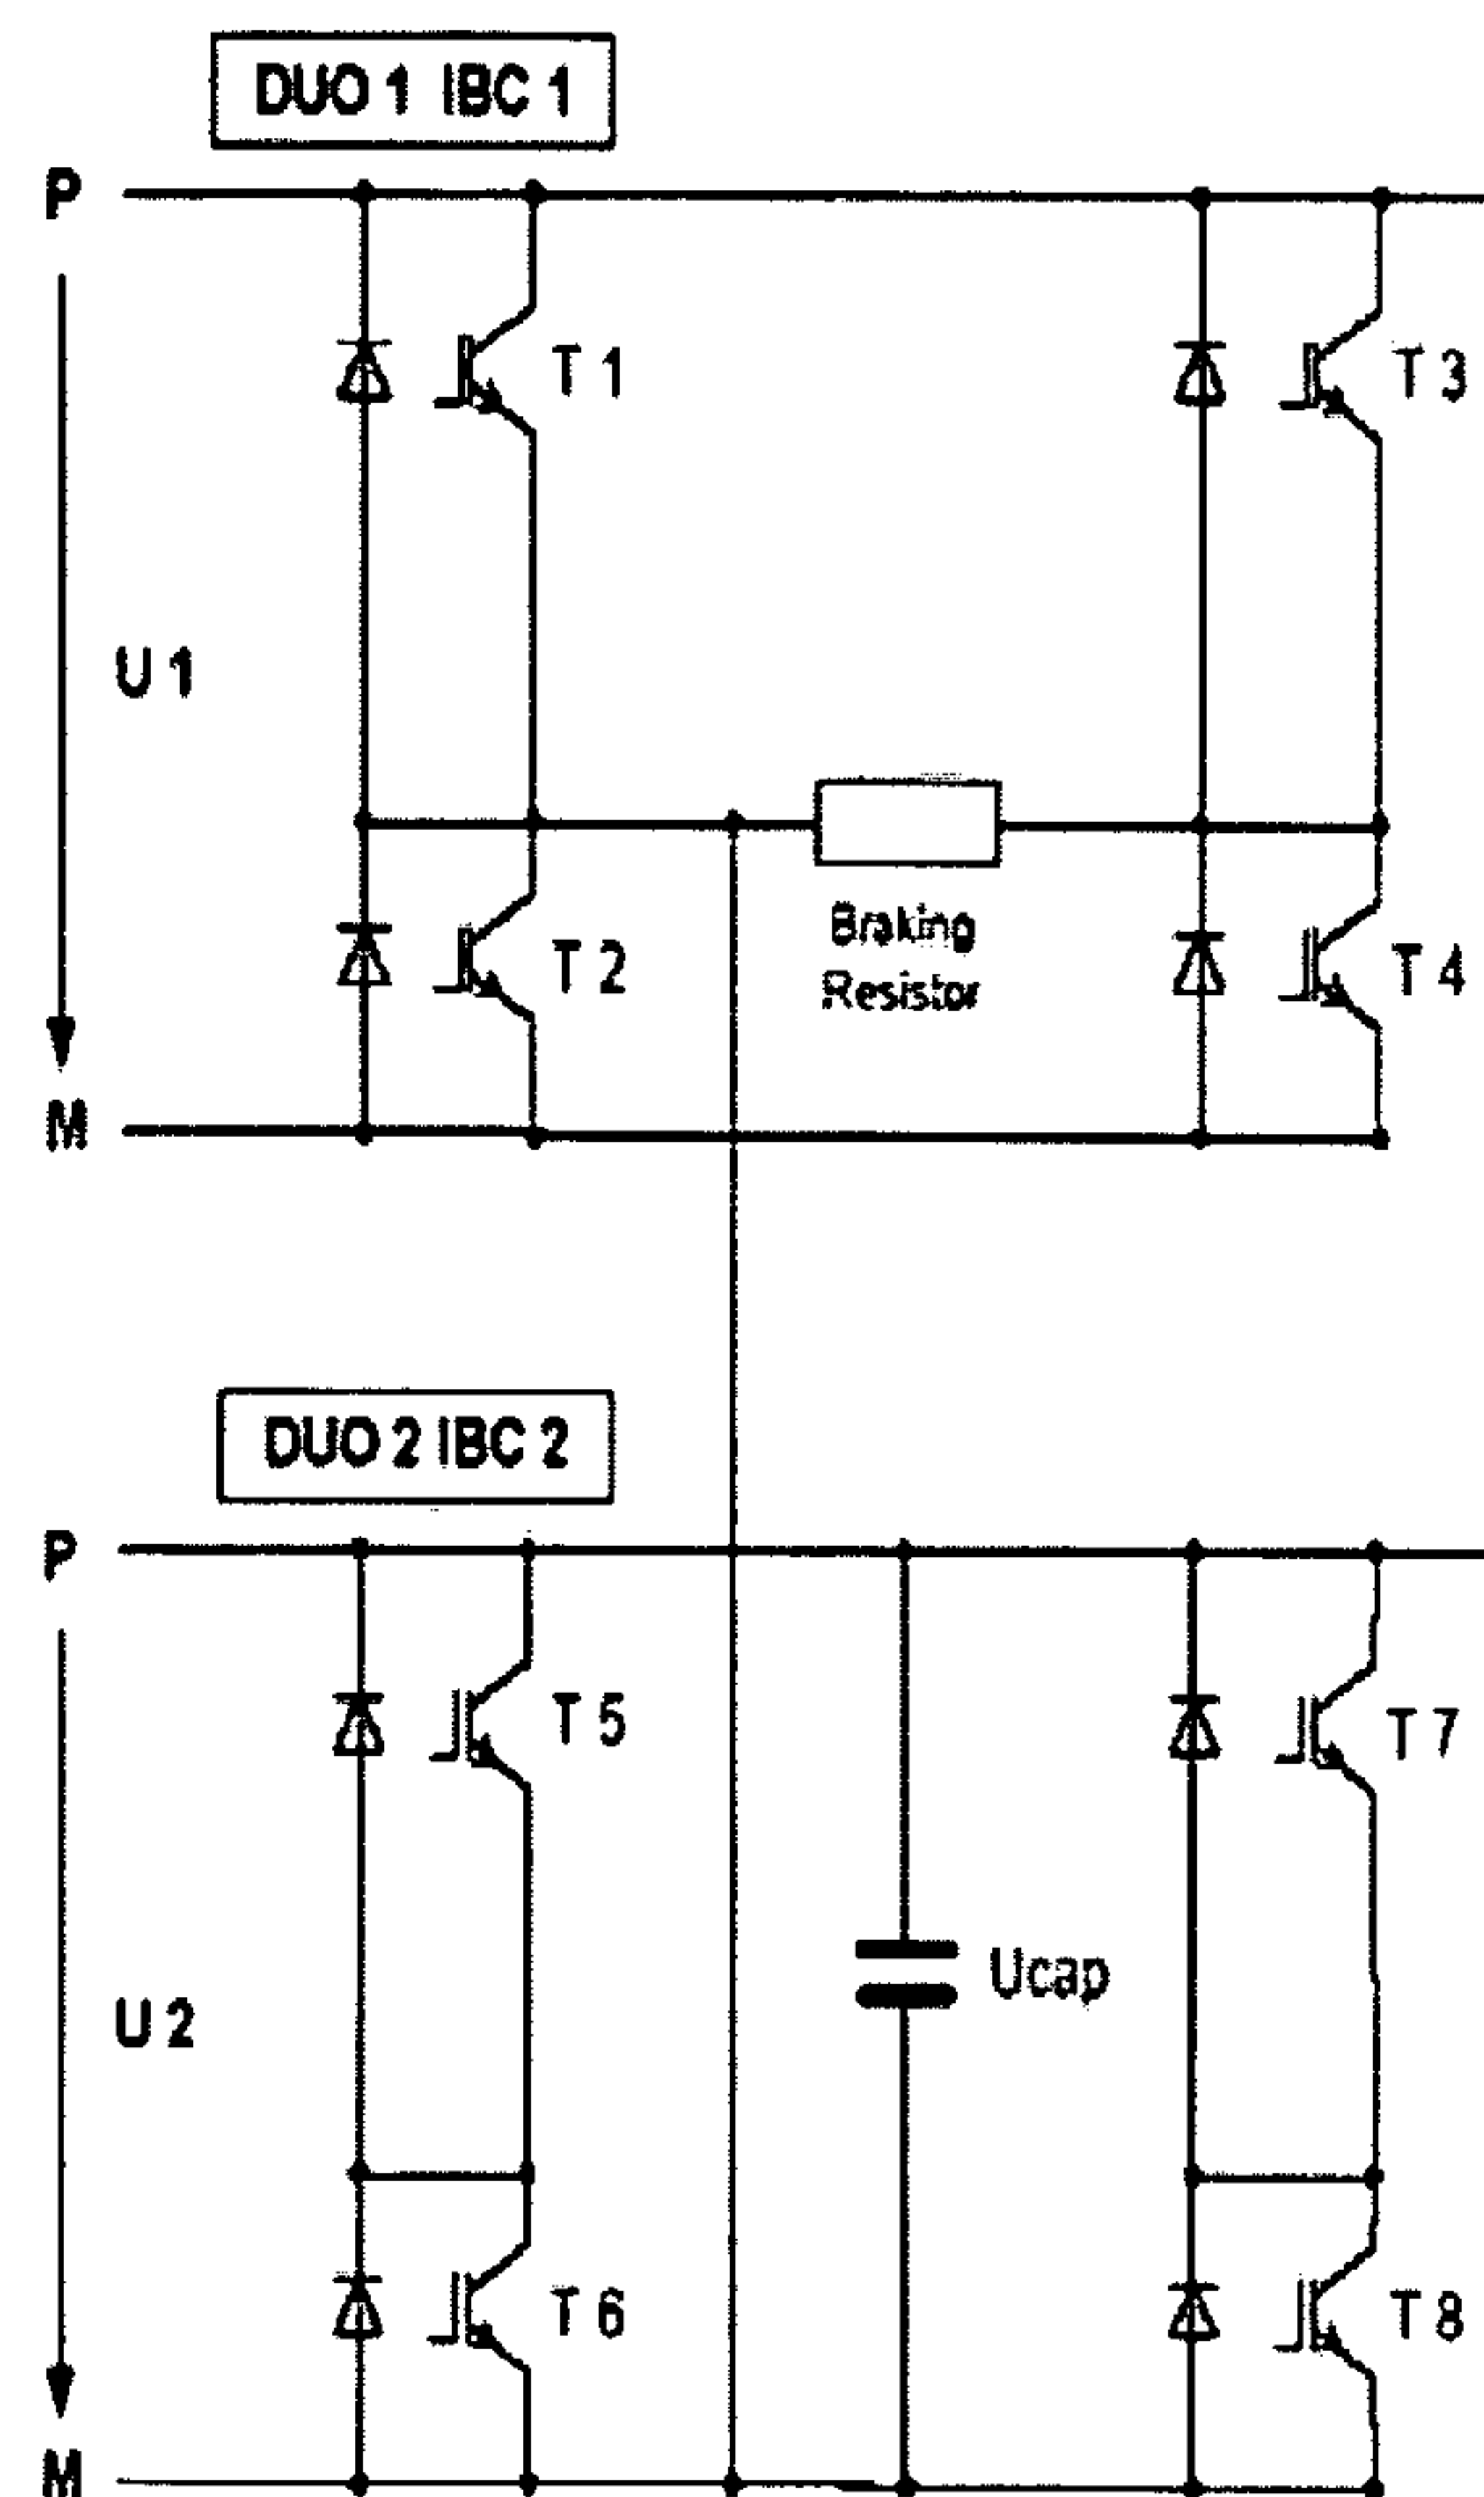 DUO 1 IBC 1
P
T 1
T 3
U 1
Braking
Resistor
T 2
T 4
M
DUO 2 IBC 2
P
T 5
T 7
U 2
Ucap
T 6
T 8
M